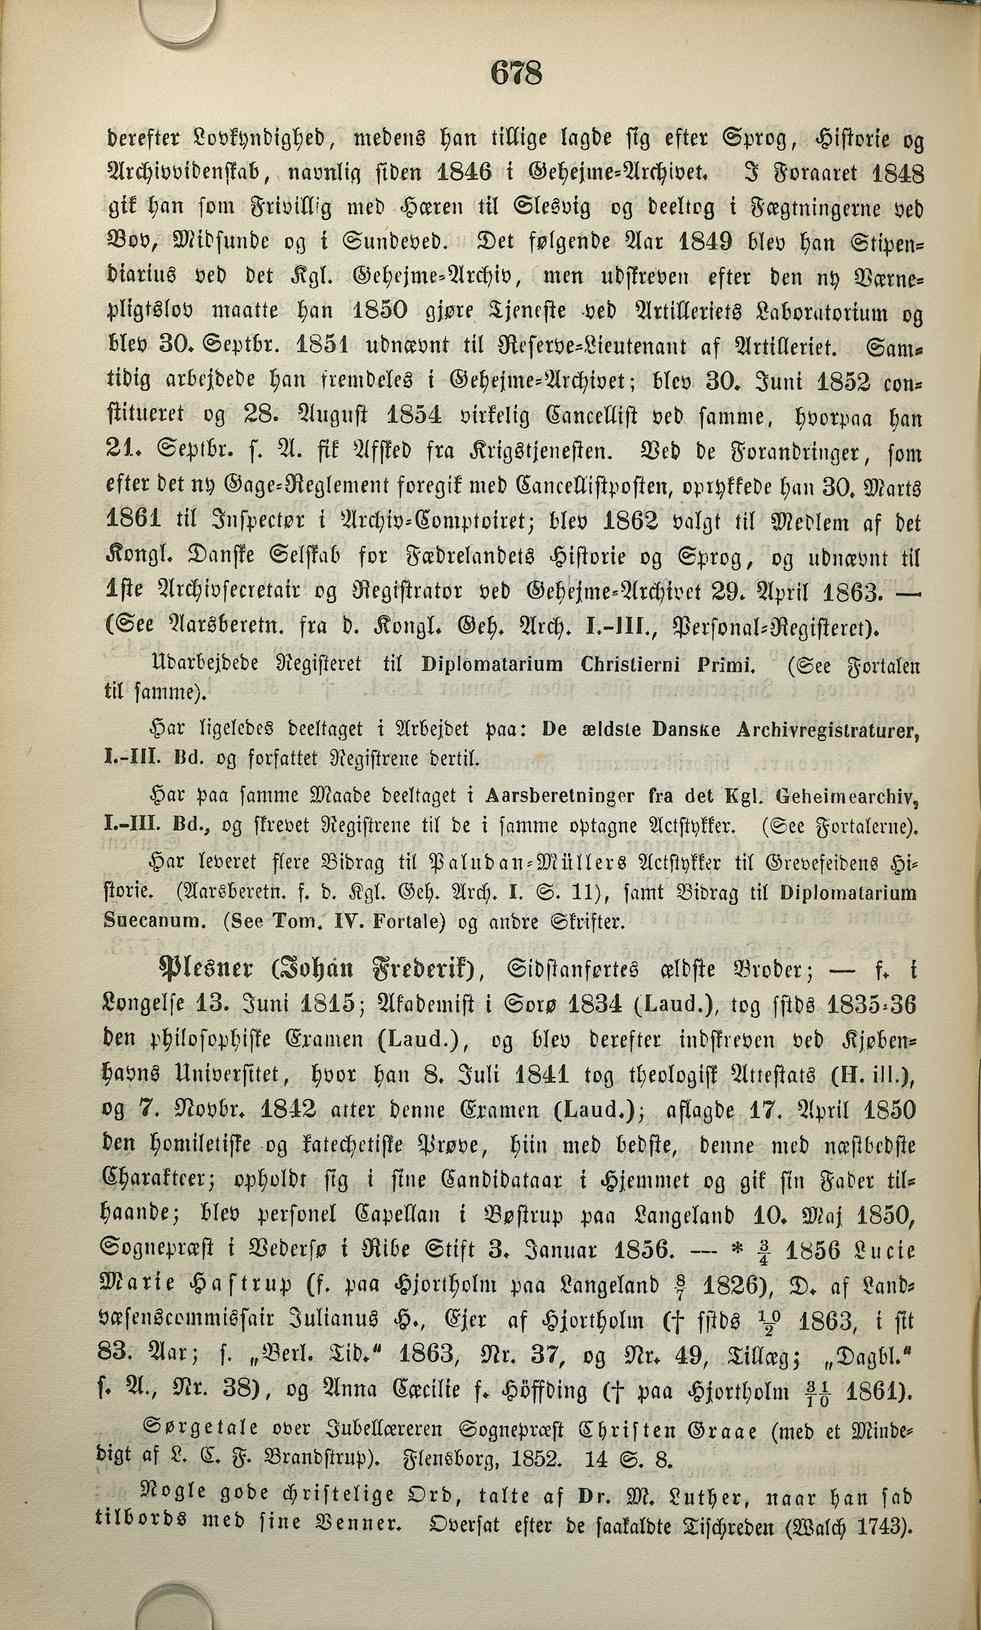 678
derefter Lovkyndighed, medens han tillige lagde sig efter Sprog, Historie og
Archivvidenskab, navnlig siden 1846 i Gehejme-Archivet. I Foraaret 1848
gik han som Frivillig med Hæren til Slesvig og deeltog i Fægtningerne ved
Bov, Midsunde og i Sundeved. Det følgende Aar 1849 blev han Stipen-
diarius ved det Kgl. Gehejme-Archiv, men udskreven efter den ny Værne-
pligtslov maatte han 1850 gjøre Tjeneste ved Artilleriets Laboratorium og
blev 30. Septbr. 1851 udnævnt til Reserve-Lieutenant af Artilleriet. Sam-
tidig arbejdede han fremdeles i Gehejme-Archivet; blev 30. Juni 1852 con-
stitueret og 28. August 1854 virkelig Cancellist ved samme, hvorpaa han
21. Septbr. s. A. fik Afsked fra Krigstjenesten. Ved de Forandringer, som
efter det ny Gage-Reglement foregik med Cancellistposten, oprykkede han 30. Marts
1861 til Inspectør i Archiv-Comptoiret; blev 1862 valgt til Medlem af det
Kongl. Danske Selskab for Fædrelandets Historie og Sprog, og udnævnt til
1ste Archivsecretair og Registrator ved Gehejme-Archivet 29. April 1863. —
(See Aarsberetn. fra d. Kongl. Geh. Arch. I.-III., Personal-Registeret).
Udarbejdede Registeret til Diplomatarium Christierni Primi. (See Fortalen
til samme).
Har ligeledes deeltaget i Arbejdet paa: De ældste Danske Archivregistraturer,
I.-III. Bd. og forfattet Registrene dertil.
Har paa samme Maade deeltaget i Aarsberetninger fra det Kgl. Geheimearchiv,
I.-III. Bd., og skrevet Registrene til de i samme optagne Actstykker. (See Fortalerne).
Har leveret flere Bidrag til Paludan-Müllers Actstykker til Grevefeidens Hi-
storie. (Aarsberetn. f. d. Kgl. Geh. Arch. I. S. 11), samt Bidrag til Diplomatarium
Suecanum. (See Tom. IV. Fortale) og andre Skrifter.
Plesner (Johan Frederik), Sidstanførtes ældste Broder; — f. i
Longelse 13. Juni 1815; Akademist i Sorø 1834 (Laud.), tog sstds 1835-36
den philosophiske Examen (Laud.), og blev derefter indskreven ved Kjøben-
havns Universitet, hvor han 8. Juli 1841 tog theologisk Attestats (H. ill.),
og 7. Novbr. 1842 atter denne Examen (Laud.); aflagde 17. April 1850
den homiletiske og katechetiske Prøve, hiin med bedste, denne med næstbedste
Charakteer; opholdt sig i sine Candidataar i Hjemmet og gik sin Fader til-
haande; blev personel Capellan i Bøstrup paa Langeland 10. Maj 1850,
Sognepræst i Vedersø i Ribe Stift 3. Januar 1856. — * 3/4 1856 Lucie
Marie Hastrup (f. paa Hjortholm paa Langeland 8/7 1826), D. af Land-
væsenscommissair Julianus H., Ejer af Hjortholm († sstds 10/2 1863, i sit
83. Aar; s. „Berl. Tid.“ 1863, Nr. 37, og Nr. 49, Tillæg; „Dagbl.“
s. A., Nr. 38), og Anna Cæcilie f. Höffding († paa Hjortholm 31/10 1861).
Sørgetale over Jubellæreren Sognepræst Christen Graae (med et Minde-
digt af L. C. F. Brandstrup). Flensborg, 1852. 14 S. 8.
Nogle gode christelige Ord, talte af Dr. M. Luther, naar han sad
tilbords med sine Venner. Oversat efter de saakaldte Tischreden (Walch 1743).